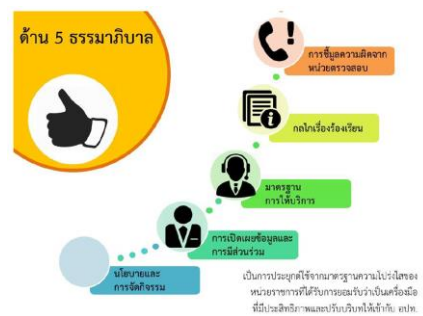 ด้าน 5 ธรรมาภิบาล
การชี้มูลความผิดจาก
หน่วยตรวจสอบ
กลไกเรื่องร้องเรียน
มาตรฐาน
การให้บริการ
การเปิดเผยข้อมูลและ
การมีส่วนร่วม
นโยบายและ
การจัดกิจกรรม
เป็นการประยุกต์ใช้จากมาตรฐานความโปร่งใสของ
หน่วยราชการที่ได้รับการยอมรับว่าเป็นเครื่องมือ
ที่มีประสิทธิภาพและปรับบริบทให้เข้ากับ อปท.